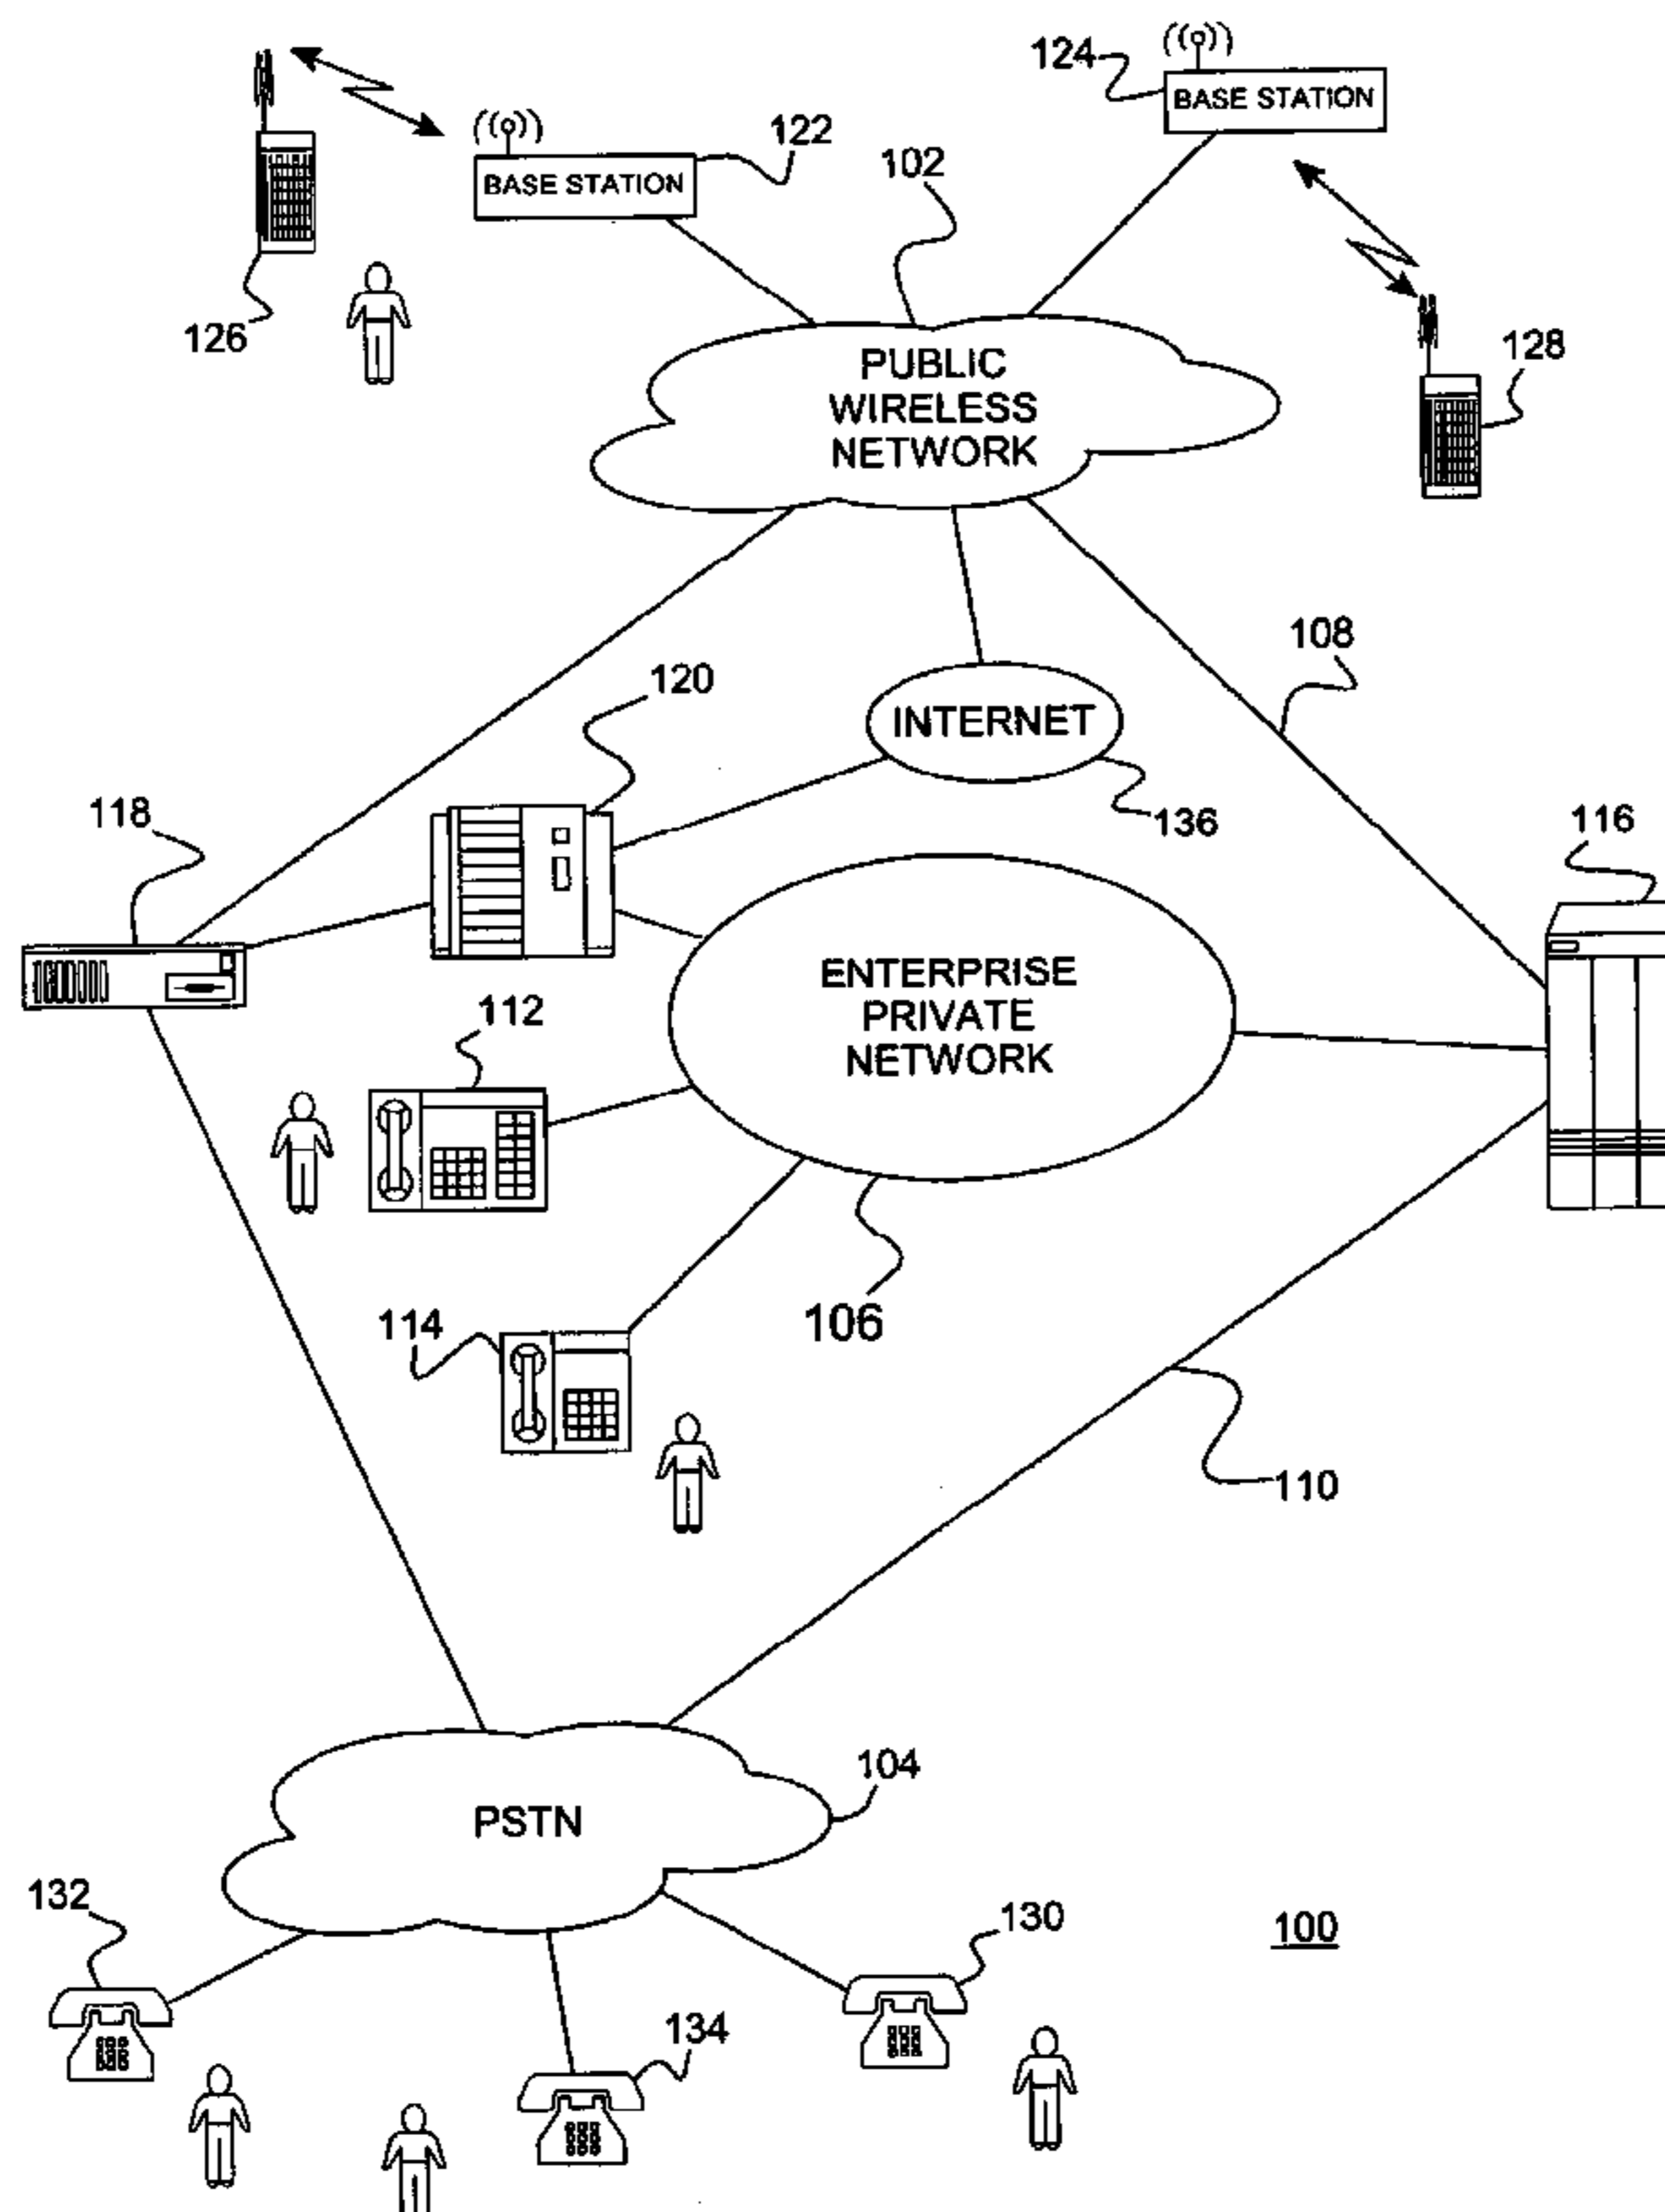 124
BASE STATION
122
BASE STATION
102
126
PUBLIC
WIRELESS
NETWORK
128
108
120
INTERNET
118
136
116
ENTERPRISE
PRIVATE
NETWORK
112
106
114
110
104
PSTN
132
130
100
134